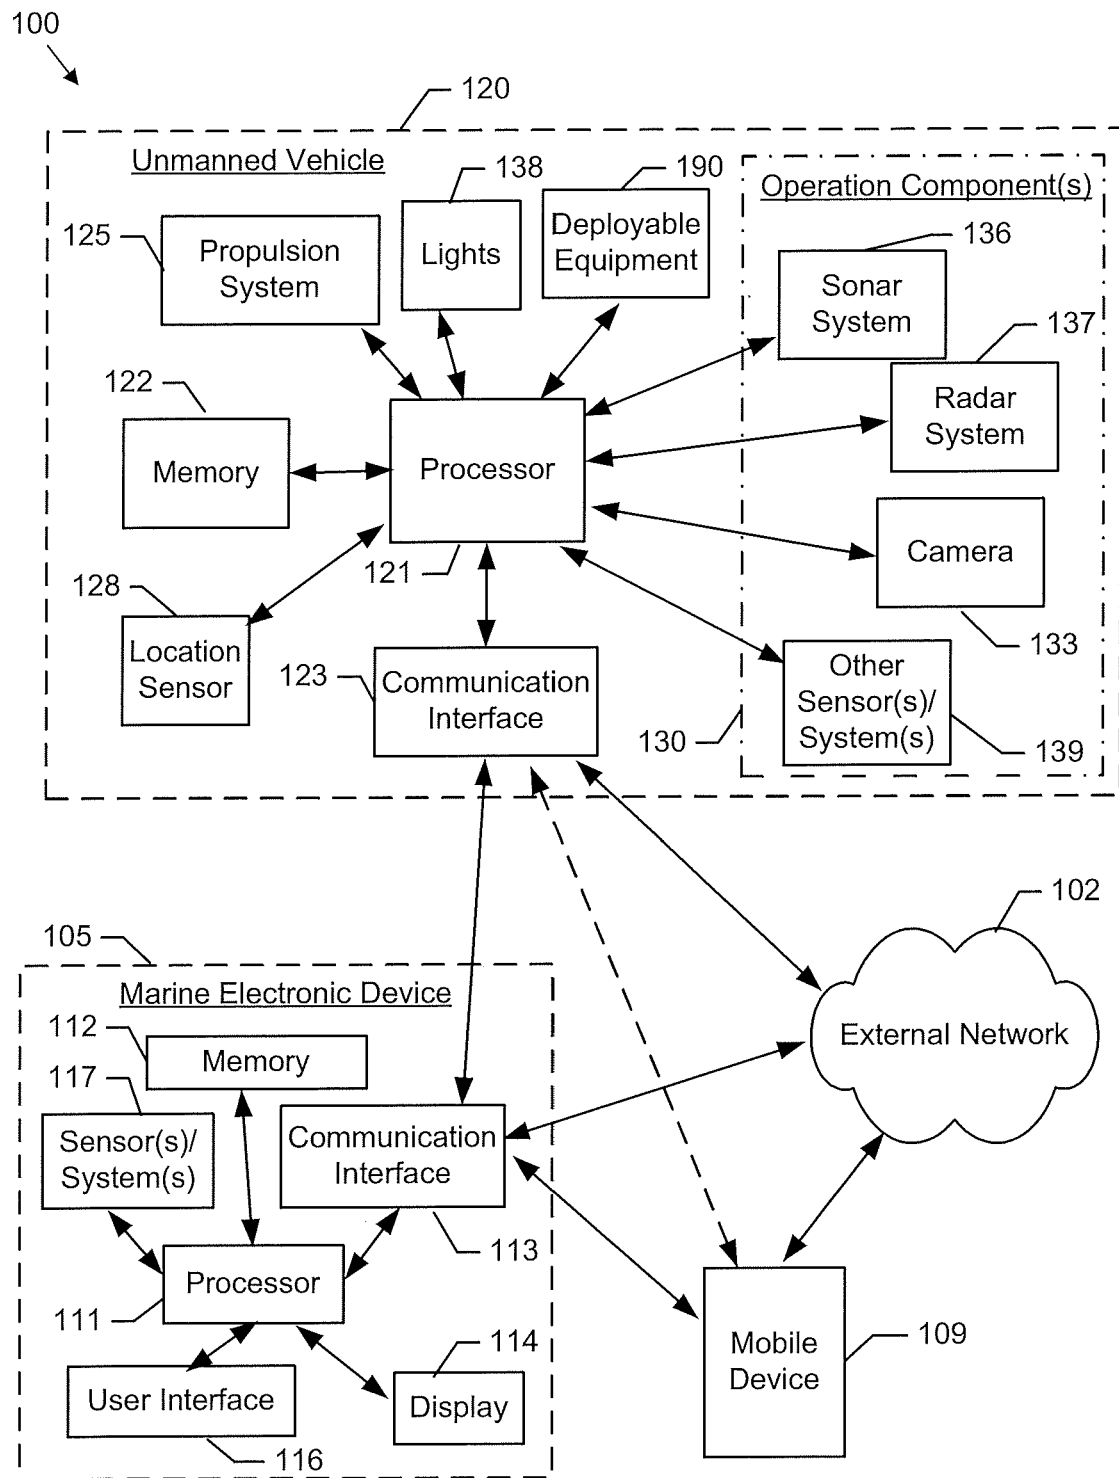 100
120
Unmanned Vehicle
138
190
Operation Component(s)
125
Propulsion
System
Lights
Deployable
Equipment
136
Sonar
System
137
122
Radar
System
Memory
Processor
Camera
121
128
133
Location
Sensor
123
Communication
Interface
Other
Sensor(s)/
System(s)
130
139
102
105
Marine Electronic Device
112
Memory
External Network
117
Sensor(s)/
System(s)
Communication
Interface
113
Processor
111
114
109
Mobile
Device
User Interface
Display
116